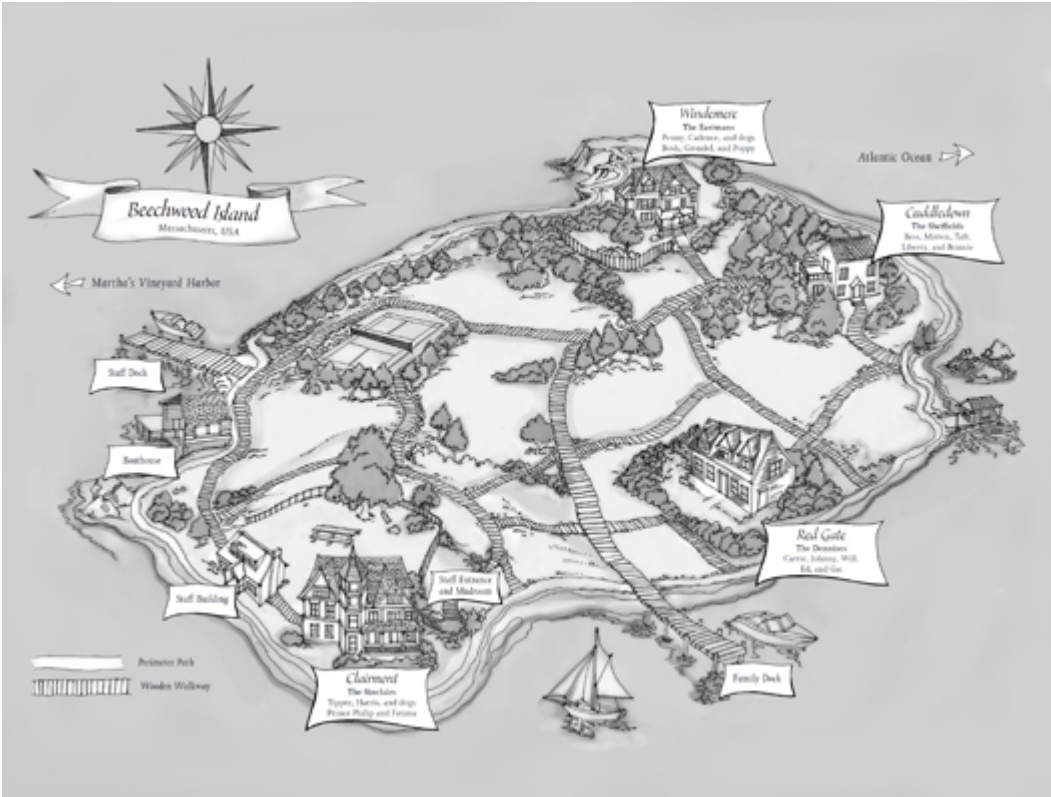 Windemere
The Eastmans
Penny, Cadence, and dogs
Bosh, Grendel, and Poppy
Atlantic Ocean
Cuddledown
The Sheffields
Bess, Mirren, Taft,
Liberty, and Bonnie
Beechwood Island
Massachusetts, USA
Martha's Vineyard Harbor
Staff Dock
Boathouse
Red Gate
The Dennises
Carrie, Johnny, Will,
Ed, and Gat
Staff Building
Staff Entrance
and Mudroom
Perimeter Path
Wooden Walkway
Clairmont
The Sinclairs
Tipper, Harris, and dogs
Prince Philip and Fatima
Family Dock